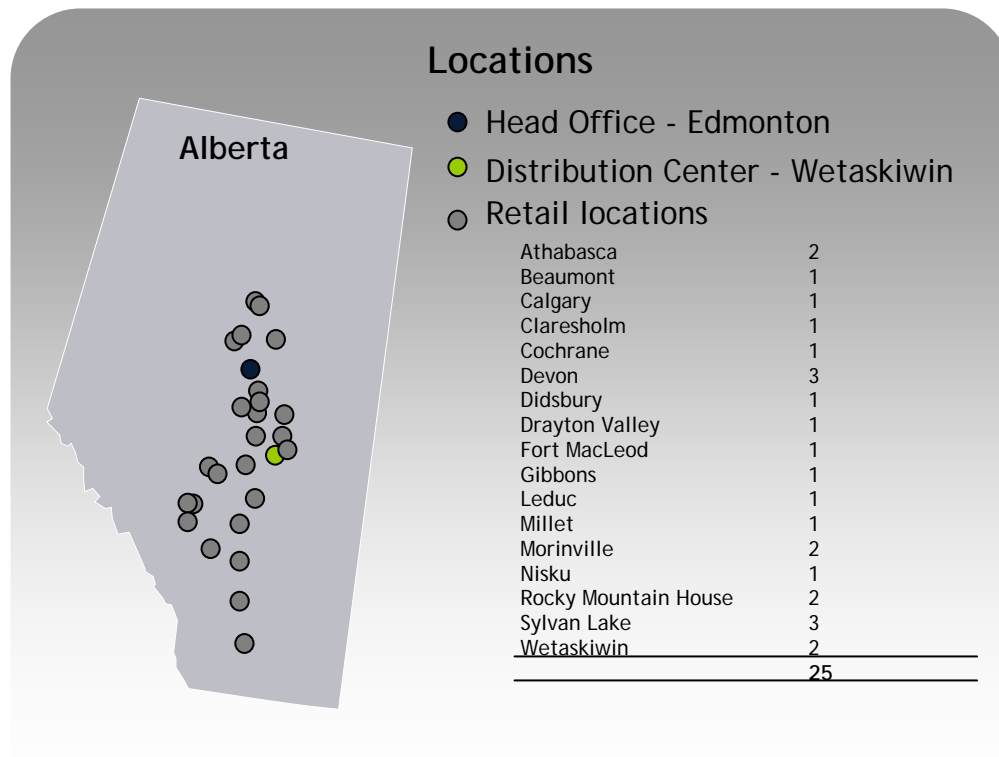 Locations
Alberta
Head Office - Edmonton
Distribution Center - Wetaskiwin
Retail locations
Athabasca 2
Beaumont 1
Calgary 1
Claresholm 1
Cochrane 1
Devon 3
Didsbury 1
Drayton Valley 1
Fort MacLeod 1
Gibbons 1
Leduc 1
Millet 1
Morinville 2
Nisku 1
Rocky Mountain House 2
Sylvan Lake 3
Wetaskiwin 2
25